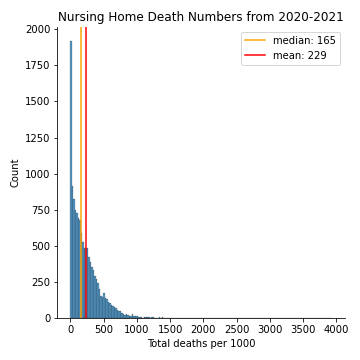 Nursing Home Death Numbers from 2020-2021
median: 165
mean: 229
Count
2000
1750
1500
1250
1000
750
500
250
0
0 500 1000 1500 2000 2500 3000 3500 4000
Total deaths per 1000